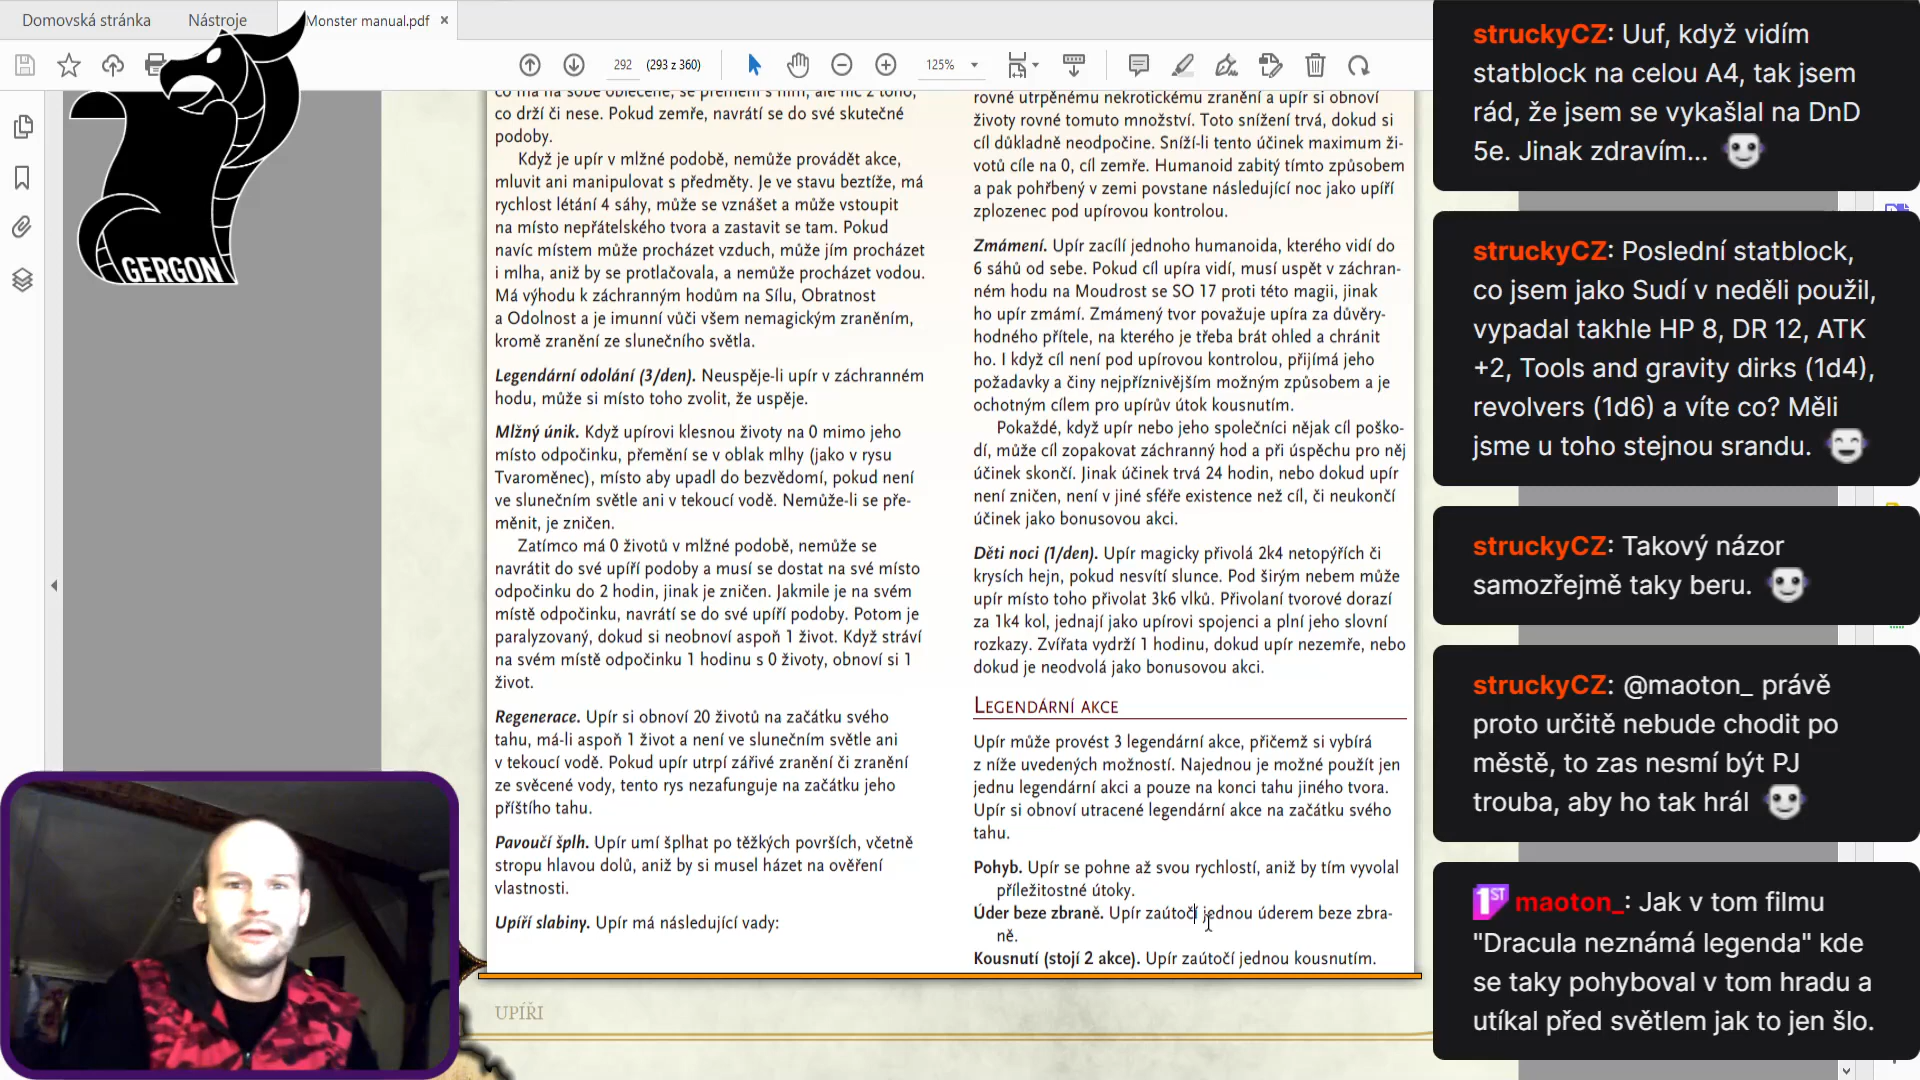 Domovská stránka
Nástroje
Monster manual.pdf
292
(293 z 360)
125%
GERGON
co drží či nese. Pokud zemře, navrátí se do své skutečné
podoby.
Když je upír v mlžné podobě, nemůže provádět akce,
mluvit ani manipulovat s předměty. Je ve stavu beztíže, má
rychlost létání 4 sáhy, může se vznášet a může vstoupit
na místo nepřátelského tvora a zastavit se tam. Pokud
navíc místem může procházet vzduch, může jím procházet
i mlha, aniž by se protlačovala, a nemůže procházet vodou.
Má výhodu k záchranným hodům na Sílu, Obratnost
a Odolnost a je imunní vůči všem nemagickým zraněním,
kromě zranění ze slunečního světla.
Legendární odolání (3/den). Neuspěje-li upír v záchranném
hodu, může si místo toho zvolit, že uspěje.
Mlžný únik. Když upírovi klesnou životy na 0 mimo jeho
místo odpočinku, přemění se v oblak mlhy (jako v rysu
Tvaroměnec), místo aby upadl do bezvědomí, pokud není
ve slunečním světle ani v tekoucí vodě. Nemůže-li se pře-
měnit, je zničen.
Zatímco má 0 životů v mlžné podobě, nemůže se
navrátit do své upíří podoby a musí se dostat na své místo
odpočinku do 2 hodin, jinak je zničen. Jakmile je na svém
místě odpočinku, navrátí se do své upíří podoby. Potom je
paralyzovaný, dokud si neobnoví aspoň 1 život. Když stráví
na svém místě odpočinku 1 hodinu s 0 životy, obnoví si 1
život.
Regenerace. Upír si obnoví 20 životů na začátku svého
tahu, má-li aspoň 1 život a není ve slunečním světle ani
v tekoucí vodě. Pokud upír utrpí zářivé zranění či zranění
ze svěcené vody, tento rys nezafunguje na začátku jeho
příštího tahu.
Pavoučí šplh. Upír umí šplhat po těžkých površích, včetně
stropu hlavou dolů, aniž by si musel házet na ověření
vlastnosti.
Upíří slabiny. Upír má následující vady:
UPÍŘI
rovné utrpěnému nekrotickému zranění a upír si obnoví
životy rovné tomuto množství. Toto snížení trvá, dokud si
cíl důkladně neodpočine. Sníží-li tento účinek maximum ži-
votů cíle na 0, cíl zemře. Humanoid zabitý tímto způsobem
a pak pohřbený v zemi povstane následující noc jako upíří
zplozenec pod upírovou kontrolou.
Zmámení. Upír zacílí jednoho humanoida, kterého vidí do
6 sáhů od sebe. Pokud cíl upíra vidí, musí uspět v záchran-
ném hodu na Moudrost se SO 17 proti této magii, jinak
ho upír zmámí. Zmámený tvor považuje upíra za důvěry-
hodného přítele, na kterého je třeba brát ohled a chránit
ho. I když cíl není pod upírovou kontrolou, přijímá jeho
požadavky a činy nejpříznivějším možným způsobem a je
ochotným cílem pro upírův útok kousnutím.
Pokaždé, když upír nebo jeho společníci nějak cíl poško-
dí, může cíl zopakovat záchranný hod a při úspěchu pro něj
účinek skončí. Jinak účinek trvá 24 hodin, nebo dokud upír
není zničen, není v jiné sféře existence než cíl, či neukončí
účinek jako bonusovou akci.
Děti noci (1/den). Upír magicky přivolá 2k4 netopýřích či
krysích hejn, pokud nesvítí slunce. Pod širým nebem může
upír místo toho přivolat 3k6 vlků. Přivolaní tvorové dorazí
za 1k4 kol, jednají jako upírovi spojenci a plní jeho slovní
rozkazy. Zvířata vydrží 1 hodinu, dokud upír nezemře, nebo
dokud je neodvolá jako bonusovou akci.
LEGENDÁRNÍ AKCE
Upír může provést 3 legendární akce, přičemž si vybírá
z níže uvedených možností. Najednou je možné použít jen
jednu legendární akci a pouze na konci tahu jiného tvora.
Upír si obnoví utracené legendární akce na začátku svého
tahu.
Pohyb. Upír se pohne až svou rychlostí, aniž by tím vyvolal
příležitostné útoky.
Úder beze zbraně. Upír zaútočí jednou úderem beze zbra-
ně.
Kousnutí (stojí 2 akce). Upír zaútočí jednou kousnutím.
struckyCZ: Uuf, když vidím
statblock na celou A4, tak jsem
rád, že jsem se vykašlal na DnD
5e. Jinak zdravím...
struckyCZ: Poslední statblock,
co jsem jako Sudí v neděli použil,
vypadal takhle HP 8, DR 12, ATK
+2, Tools and gravity dirks (1d4),
revolvers (1d6) a víte co? Měli
jsme u toho stejnou srandu.
struckyCZ: Takový názor
samozřejmě taky beru.
struckyCZ: @maoton_ právě
proto určitě nebude chodit po
městě, to zas nesmí být PJ
trouba, aby ho tak hrál
1ST maoton_: Jak v tom filmu
"Dracula neznámá legenda" kde
se taky pohyboval v tom hradu a
utíkal před světlem jak to jen šlo.